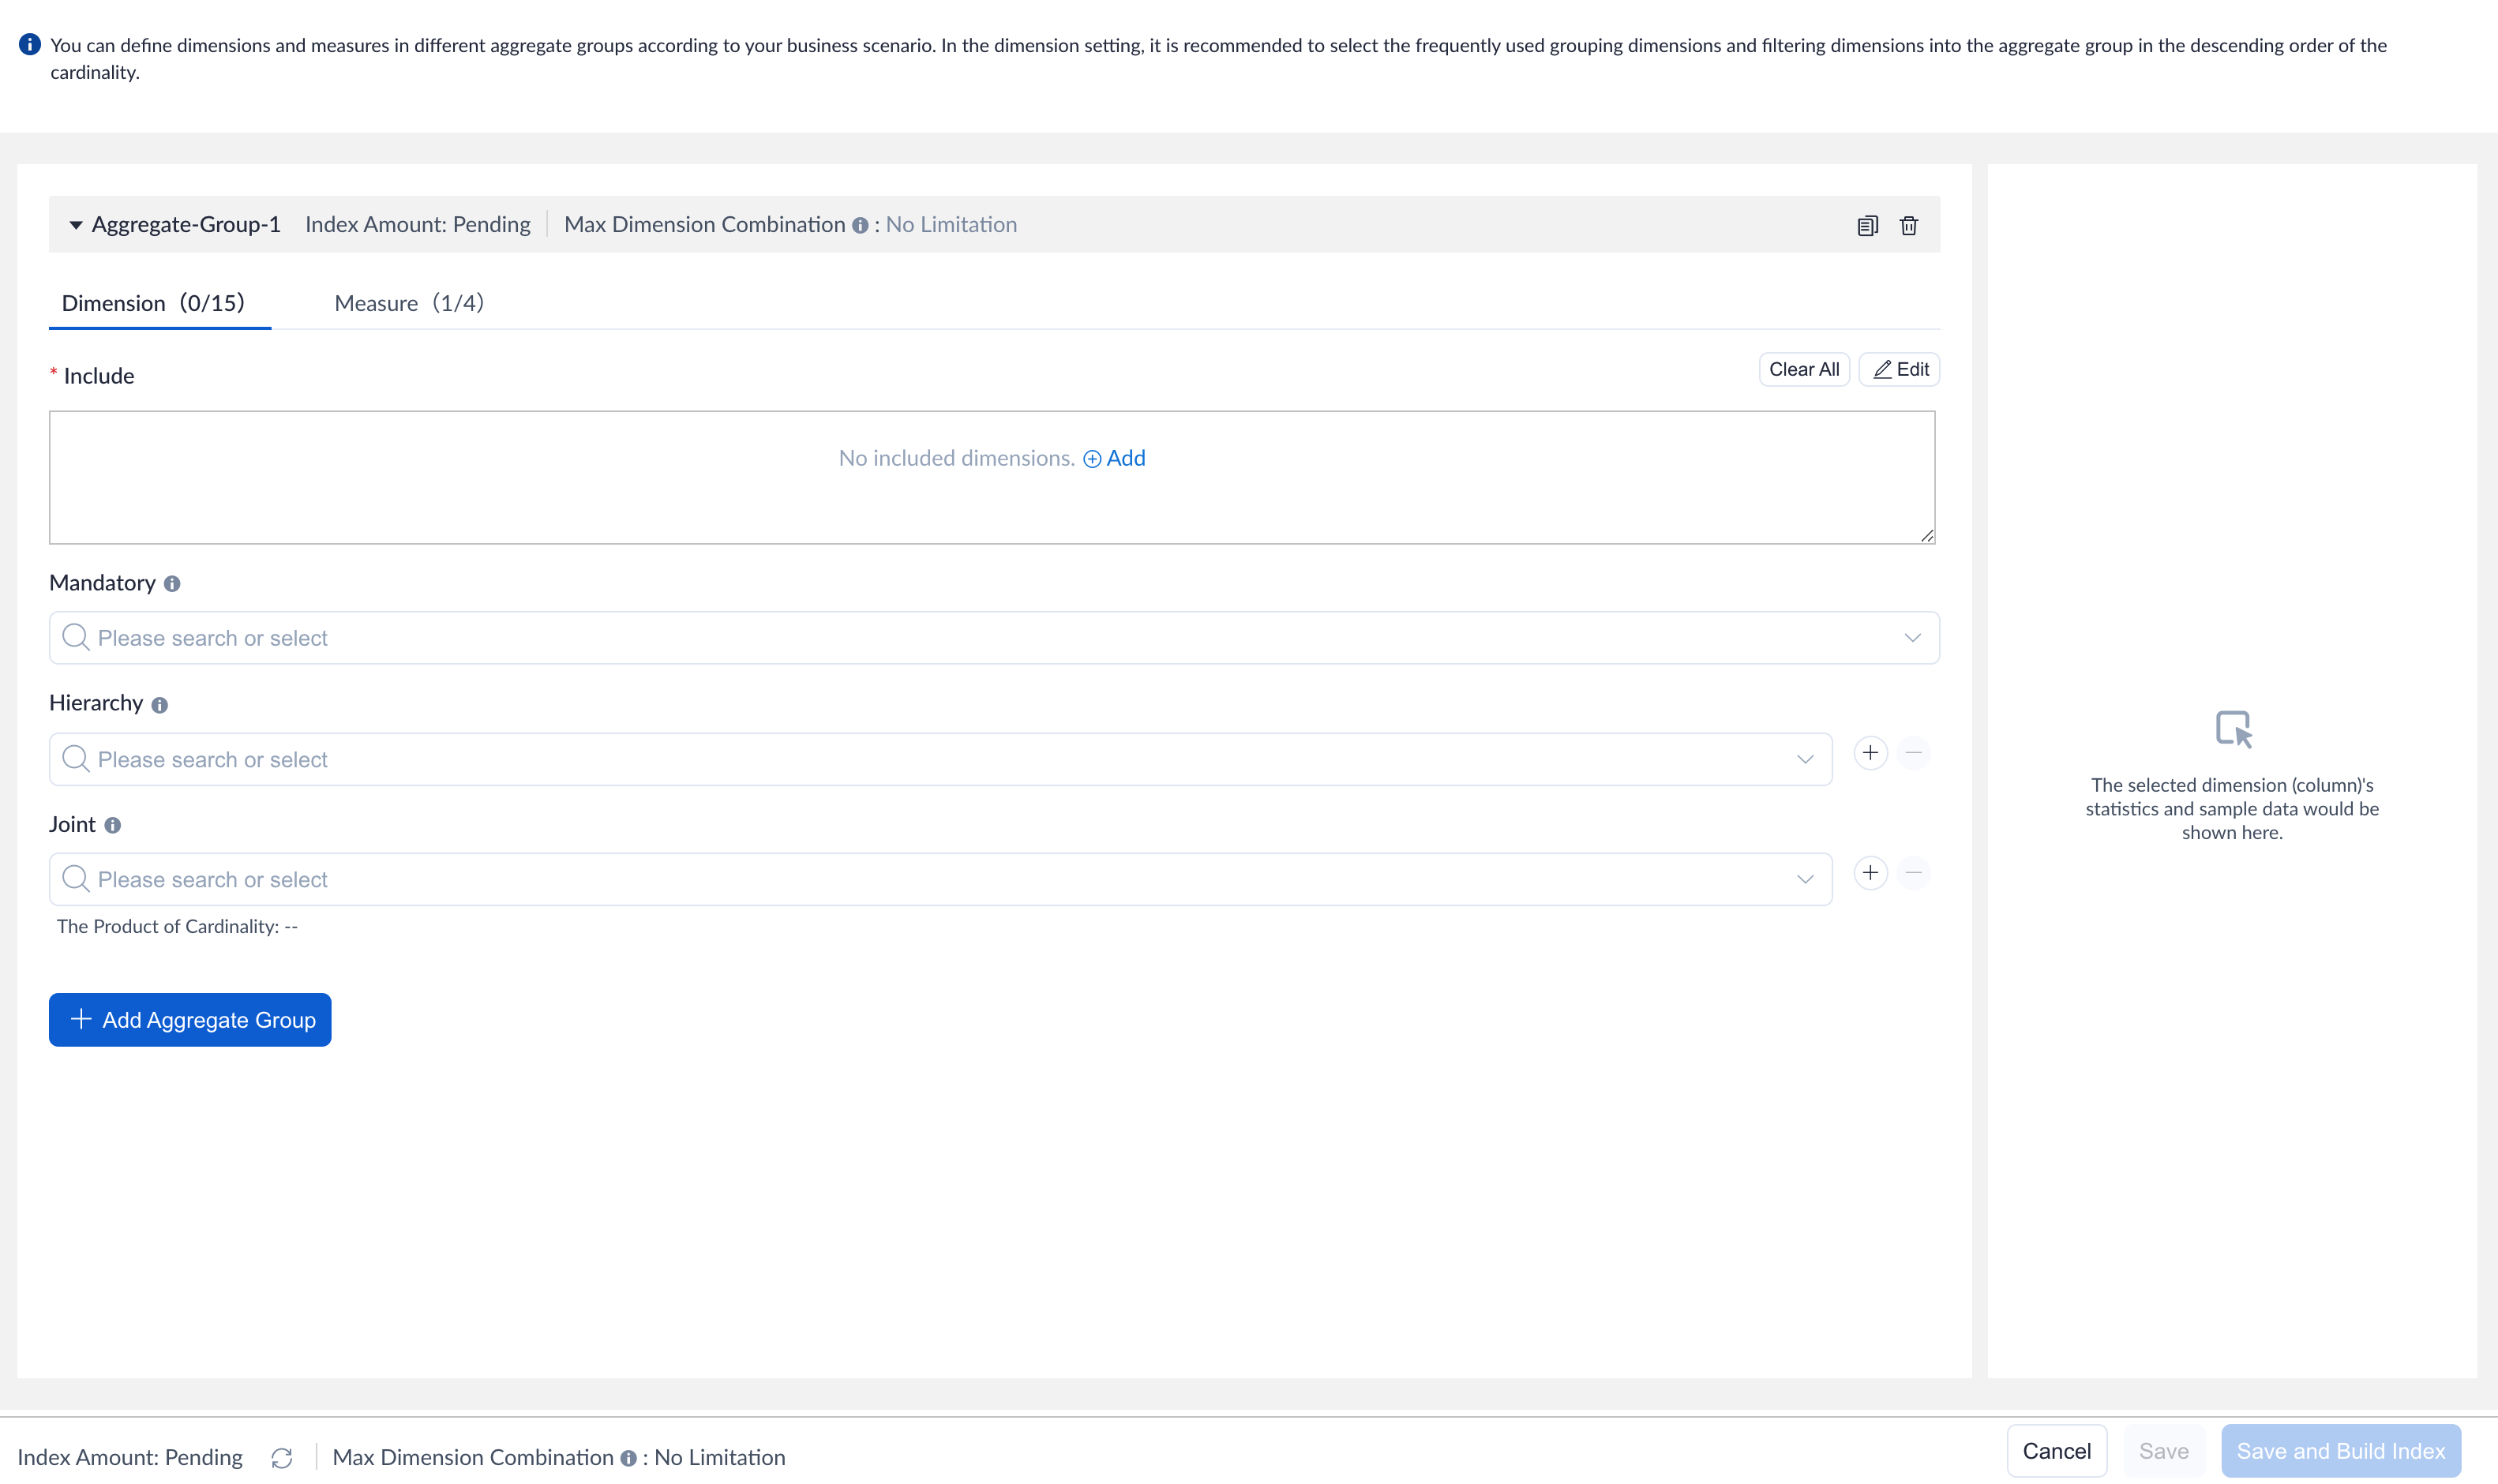 You can define dimensions and measures in different aggregate groups according to your business scenario. In the dimension setting, it is recommended to select the frequently used grouping dimensions and filtering dimensions into the aggregate group in the descending order of the
cardinality.
Aggregate-Group-1 Index Amount: Pending Max Dimension Combination : No Limitation
Dimension (0/15) Measure (1/4)
* Include Clear All Edit
No included dimensions. Add
Mandatory
Please search or select
Hierarchy
Please search or select
Joint
Please search or select
The Product of Cardinality: --
Add Aggregate Group
The selected dimension (column)'s
statistics and sample data would be
shown here.
Index Amount: Pending Max Dimension Combination : No Limitation Cancel Save Save and Build Index